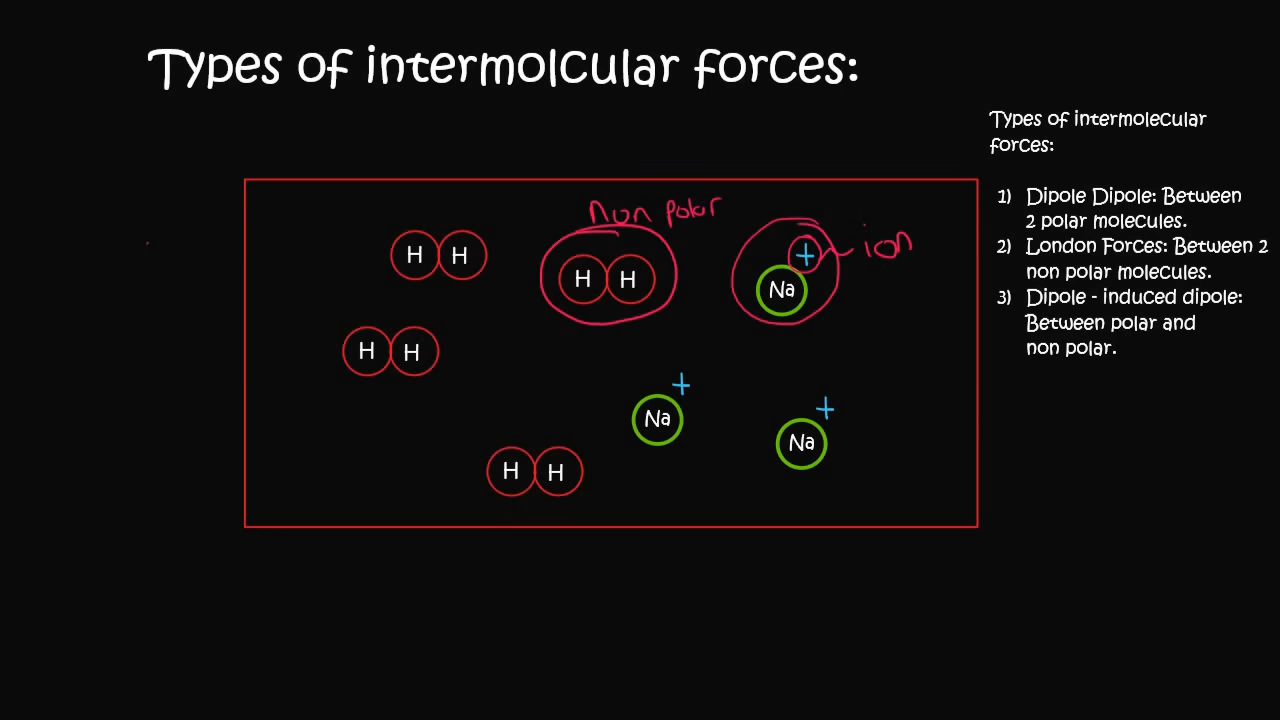 Types of intermolcular forces:
Types of intermolecular
forces:
1) Dipole Dipole: Between
2 polar molecules.
2) London Forces: Between 2
non polar molecules.
3) Dipole - induced dipole:
Between polar and
non polar.
Non polar
+ ion
H H
H H
Na
H H
+
+
Na
Na
H H